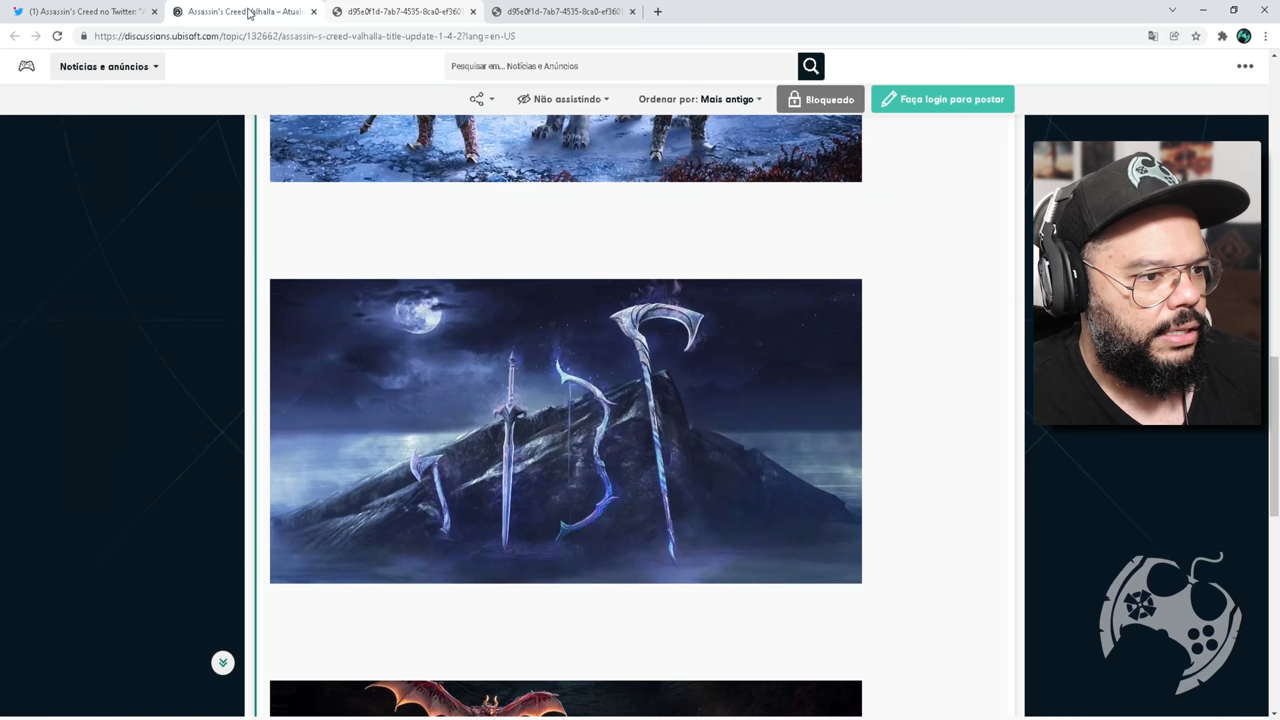 (1) Assassin's Creed no Twitter: "A
Assassin's Creed Valhalla – Atuali
d95e0f1d-7ab7-4535-8ca0-ef3601
d95e0f1d-7ab7-4535-8ca0-ef3601
https://discussions.ubisoft.com/topic/132662/assassin-s-creed-valhalla-title-update-1-4-2?lang=en-US
Notícias e anúncios
Pesquisar em... Notícias e Anúncios
Não assistindo
Ordenar por: Mais antigo
Bloqueado
Faça login para postar